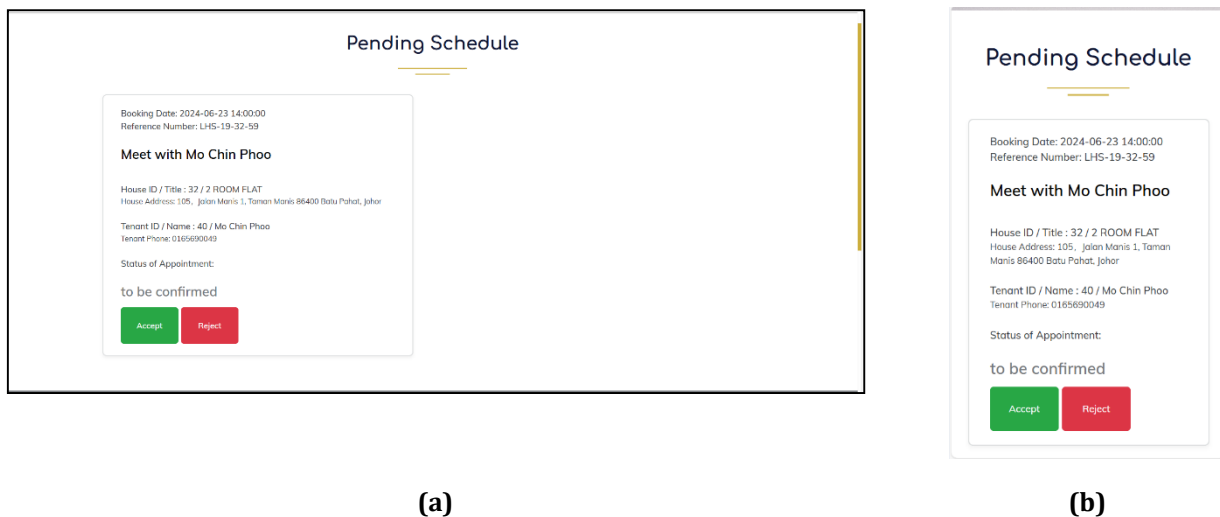 Pending Schedule
Booking Date: 2024-06-23 14:00:00
Reference Number: LHS-19-32-59
Meet with Mo Chin Phoo
House ID / Title : 32 / 2 ROOM FLAT
House Address: 105, Jalan Manis 1, Taman Manis 86400 Batu Pahat, Johor
Tenant ID / Name : 40 / Mo Chin Phoo
Tenant Phone: 0165690049
Status of Appointment:
to be confirmed
Accept Reject
(a)
Pending Schedule
Booking Date: 2024-06-23 14:00:00
Reference Number: LHS-19-32-59
Meet with Mo Chin Phoo
House ID / Title : 32 / 2 ROOM FLAT
House Address: 105, Jalan Manis 1, Taman
Manis 86400 Batu Pahat, Johor
Tenant ID / Name : 40 / Mo Chin Phoo
Tenant Phone: 0165690049
Status of Appointment:
to be confirmed
Accept Reject
(b)